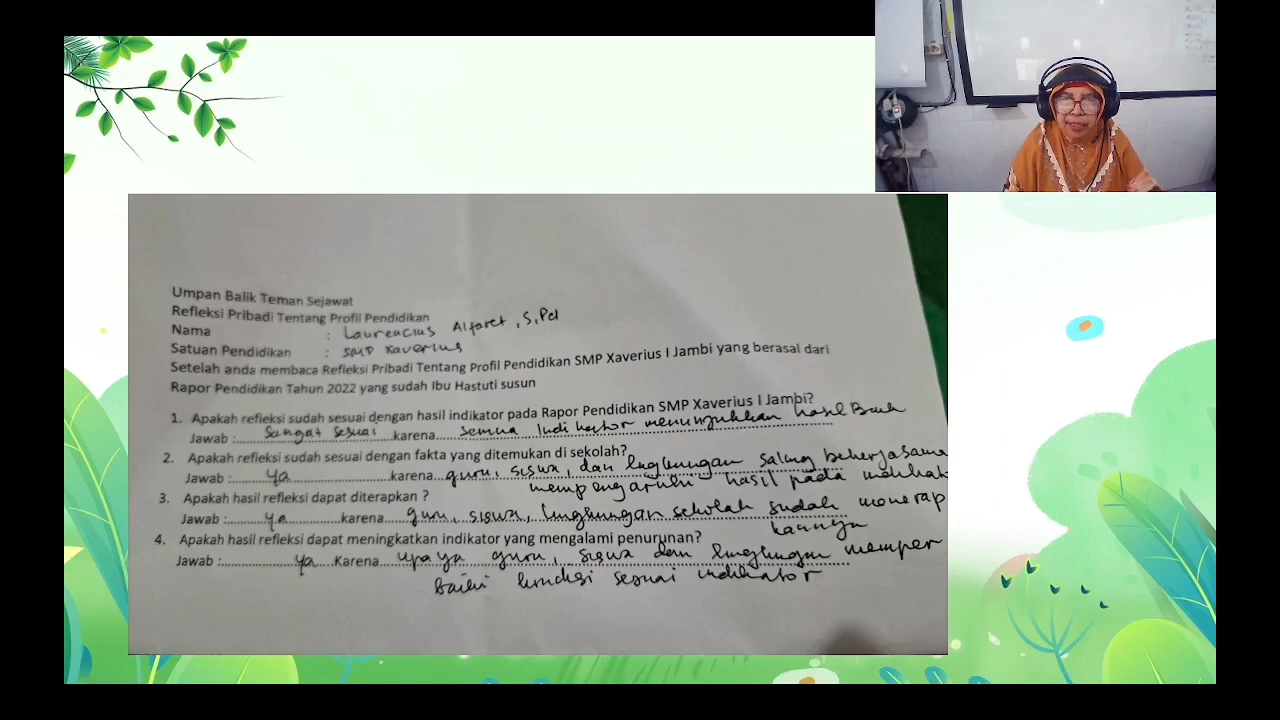 Umpan Balik Teman Sejawat
Refleksi Pribadi Tentang Profil Pendidikan
Nama : Laurencius Alfaret, S,Pd
Satuan Pendidikan : SMP Xaverius
Setelah anda membaca Refleksi Pribadi Tentang Profil Pendidikan SMP Xaverius I Jambi yang berasal dari
Rapor Pendidikan Tahun 2022 yang sudah Ibu Hastuti susun
1. Apakah refleksi sudah sesuai dengan hasil indikator pada Rapor Pendidikan SMP Xaverius I Jambi?
Jawab : Sangat Sesuai karena semua Indikator menunjukkan hasil Baik
2. Apakah refleksi sudah sesuai dengan fakta yang ditemukan di sekolah?
Jawab : ya karena guru, siswa, dan lingkungan saling bekerjasama
mempengaruhi hasil pada indikator
3. Apakah hasil refleksi dapat diterapkan ?
Jawab : ya karena guru, siswa, lingkungan sekolah sudah menerap
kannya
4. Apakah hasil refleksi dapat meningkatkan indikator yang mengalami penurunan?
Jawab : ya Karena upaya guru, siswa dan lingkungan memper
baiki kondisi sesuai indikator